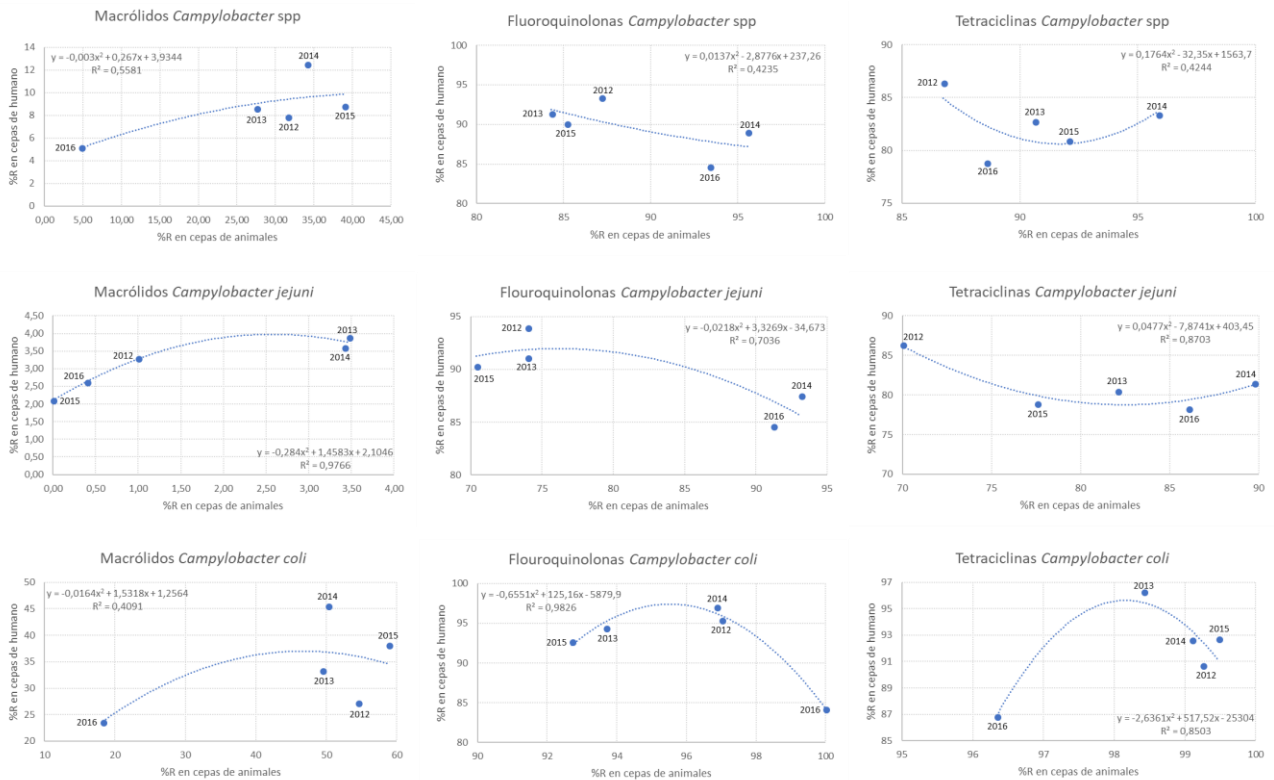 Macrólidos Campylobacter spp
y = -0,003x² + 0,267x + 3,9344
R² = 0,5581
%R en cepas de humano
14
12
10
8
6
4
2
0
2014
2013
2012
2015
2016
0,00 5,00 10,00 15,00 20,00 25,00 30,00 35,00 40,00 45,00
%R en cepas de animales
Fluoroquinolonas Campylobacter spp
y = 0,0137x² - 2,8776x + 237,26
R² = 0,4235
%R en cepas de humano
100
95
90
85
80
2012
2013
2015
2014
2016
80 85 90 95 100
%R en cepas de animales
Tetraciclinas Campylobacter spp
y = 0,1764x² - 32,35x + 1563,7
R² = 0,4244
%R en cepas de humano
90
85
80
75
2012
2013
2014
2015
2016
85 90 95 100
%R en cepas de animales
Macrólidos Campylobacter jejuni
%R en cepas de humano
4,50
4,00
3,50
3,00
2,50
2,00
1,50
1,00
0,50
0,00
2013
2014
2012
2016
2015
y = -0,284x² + 1,4583x + 2,1046
R² = 0,9766
0,00 0,50 1,00 1,50 2,00 2,50 3,00 3,50 4,00
%R en cepas de animales
Flouroquinolonas Campylobacter jejuni
y = -0,0218x² + 3,3269x - 34,673
R² = 0,7036
%R en cepas de humano
95
90
85
80
2012
2013
2015
2014
2016
70 75 80 85 90 95
%R en cepas de animales
Tetraciclinas Campylobacter jejuni
y = 0,0477x² - 7,8741x + 403,45
R² = 0,8703
%R en cepas de humano
90
85
80
75
70
2012
2013
2014
2015
2016
70 75 80 85 90
%R en cepas de animales
Macrólidos Campylobacter coli
y = -0,0164x² + 1,5318x + 1,2564
R² = 0,4091
%R en cepas de humano
50
45
40
35
30
25
20
2014
2015
2013
2012
2016
10 20 30 40 50 60
%R en cepas de animales
Flouroquinolonas Campylobacter coli
y = -0,6551x² + 125,16x - 5879,9
R² = 0,9826
%R en cepas de humano
100
95
90
85
80
2014
2012
2013
2015
2016
90 92 94 96 98 100
%R en cepas de animales
Tetraciclinas Campylobacter coli
%R en cepas de humano
97
95
93
91
89
87
85
2013
2014
2015
2012
2016
y = -2,6361x² + 517,52x - 25304
R² = 0,8503
95 96 97 98 99 100
%R en cepas de animales